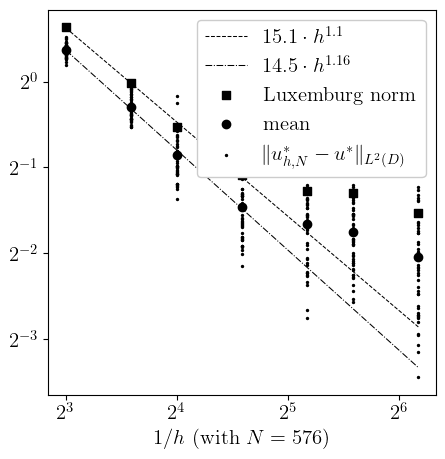 15.1 · h^{1.1}
14.5 · h^{1.16}
Luxemburg norm
mean
‖u^*_{h,N} − u^*‖_{L^2(D)}
2^0
2^{−1}
2^{−2}
2^{−3}
2^3 2^4 2^5 2^6
1/h (with N = 576)